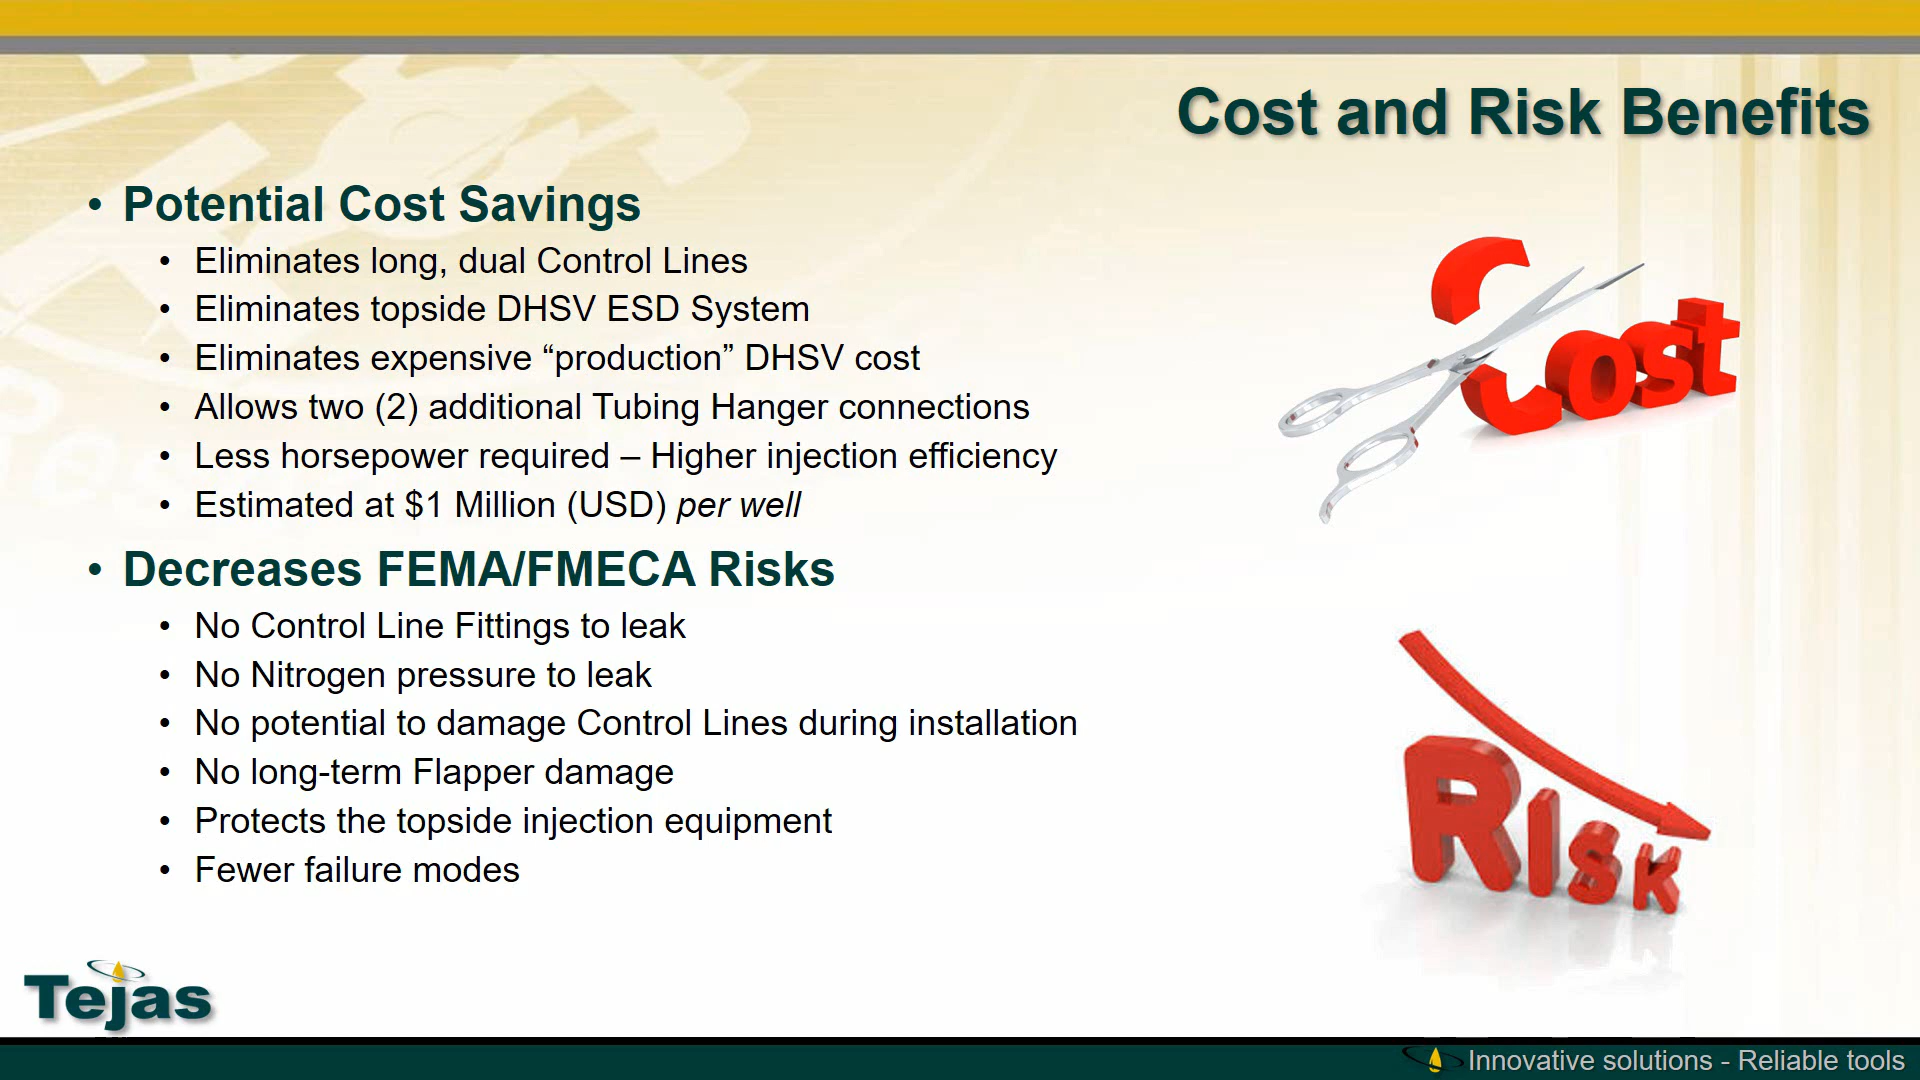 Cost and Risk Benefits
• Potential Cost Savings
• Eliminates long, dual Control Lines
• Eliminates topside DHSV ESD System
• Eliminates expensive “production” DHSV cost
• Allows two (2) additional Tubing Hanger connections
• Less horsepower required – Higher injection efficiency
• Estimated at $1 Million (USD) per well
Cost
• Decreases FEMA/FMECA Risks
• No Control Line Fittings to leak
• No Nitrogen pressure to leak
• No potential to damage Control Lines during installation
• No long-term Flapper damage
• Protects the topside injection equipment
• Fewer failure modes
RISK
Tejas
Innovative solutions - Reliable tools